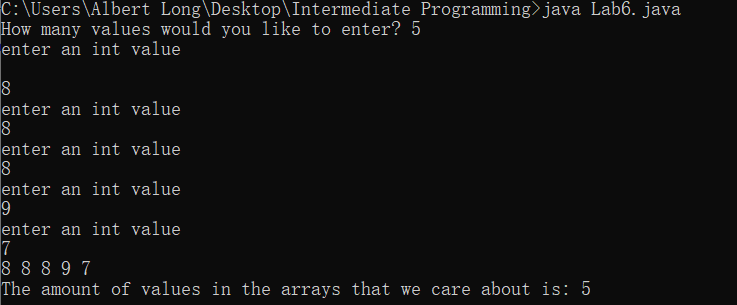 C:\Users\Albert Long\Desktop\Intermediate Programming>java Lab6.java
How many values would you like to enter? 5
enter an int value
8
enter an int value
8
enter an int value
8
enter an int value
9
enter an int value
7
8 8 8 9 7
The amount of values in the arrays that we care about is: 5